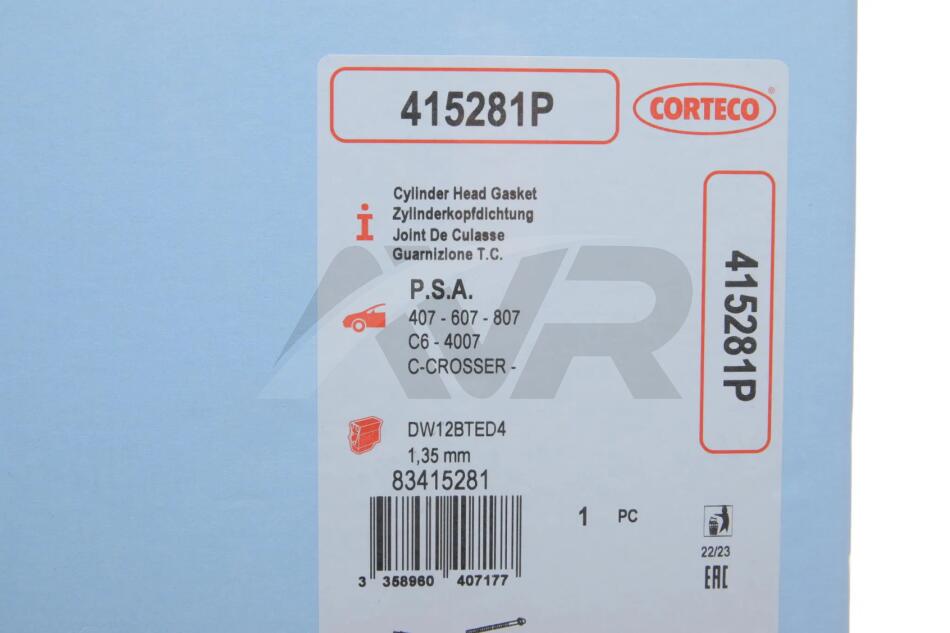 415281P
CORTECO®
Cylinder Head Gasket
Zylinderkopfdichtung
Joint De Culasse
Guarnizione T.C.
P.S.A.
407 - 607 - 807
C6 - 4007
C-CROSSER -
415281P
AVR
DW12BTED4
1,35 mm
83415281
1 PC
3 358960 407177
22/23
EAC